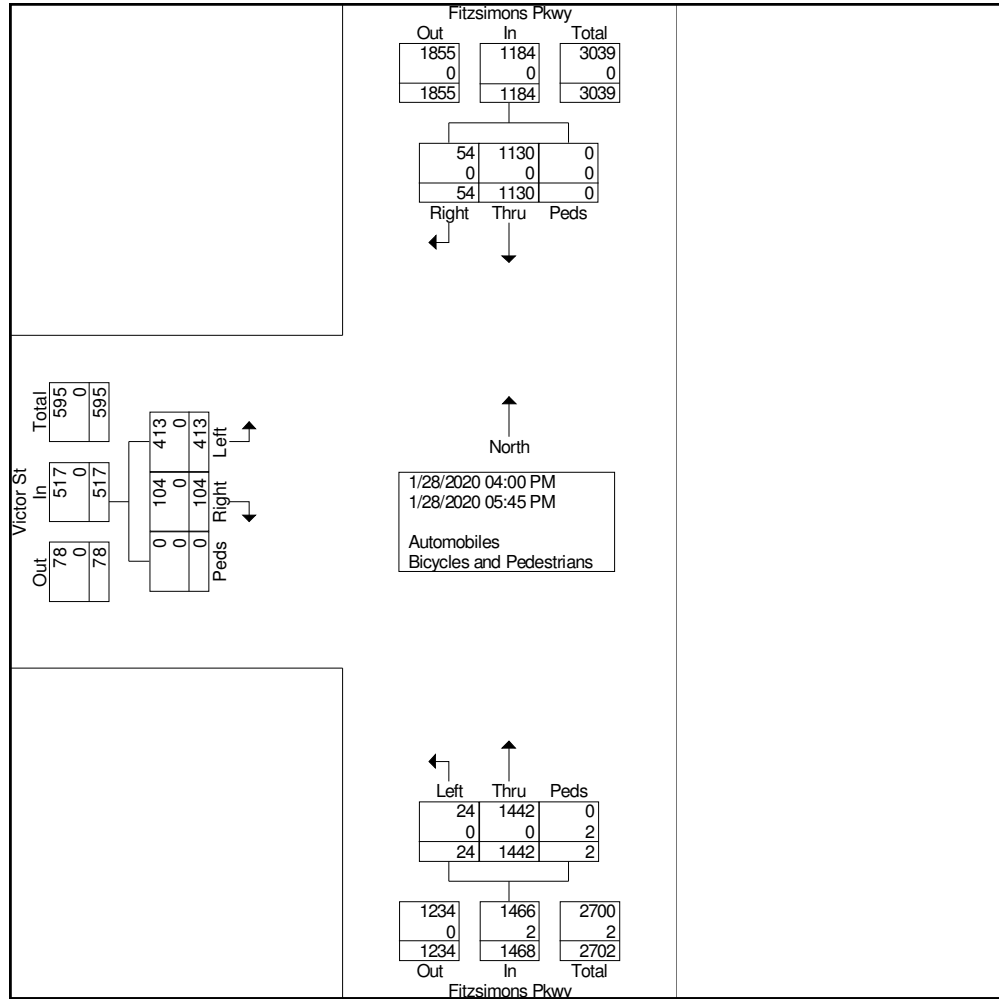 Fitzsimons Pkwy
Out In Total
1855 1184 3039
0 0 0
1855 1184 3039
54 1130 0
0 0 0
54 1130 0
Right Thru Peds
Victor St
Total
595
0
595
In
517
0
517
Out
78
0
78
413
0
413
Left
104
0
104
Right
0
0
0
Peds
North
1/28/2020 04:00 PM
1/28/2020 05:45 PM
Automobiles
Bicycles and Pedestrians
Left Thru Peds
24 1442 0
0 0 2
24 1442 2
1234 1466 2700
0 2 2
1234 1468 2702
Out In Total
Fitzsimons Pkwy